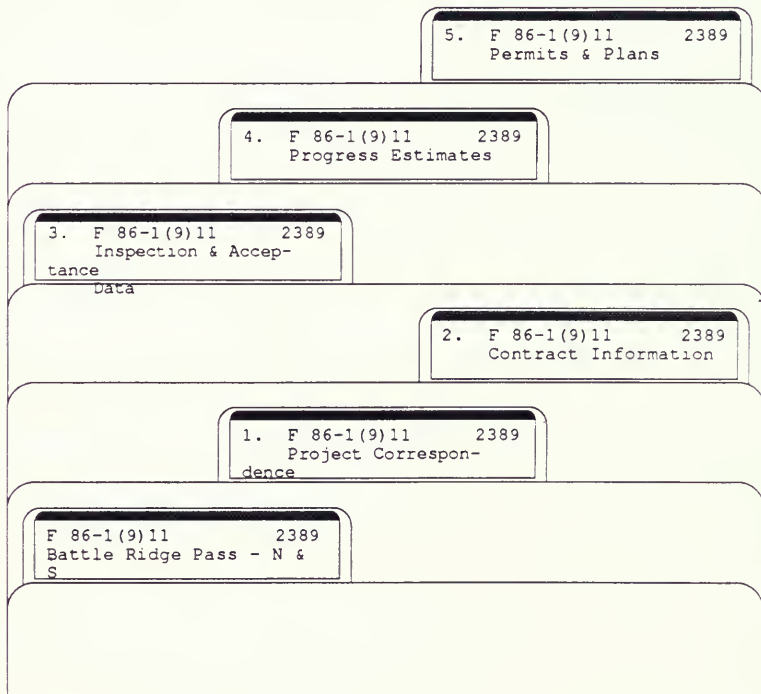 5. F 86-1(9)11 2389
Permits & Plans
4. F 86-1(9)11 2389
Progress Estimates
3. F 86-1(9)11 2389
Inspection & Accep-
tance
Data
2. F 86-1(9)11 2389
Contract Information
1. F 86-1(9)11 2389
Project Correspon-
dence
F 86-1(9)11 2389
Battle Ridge Pass - N &
S